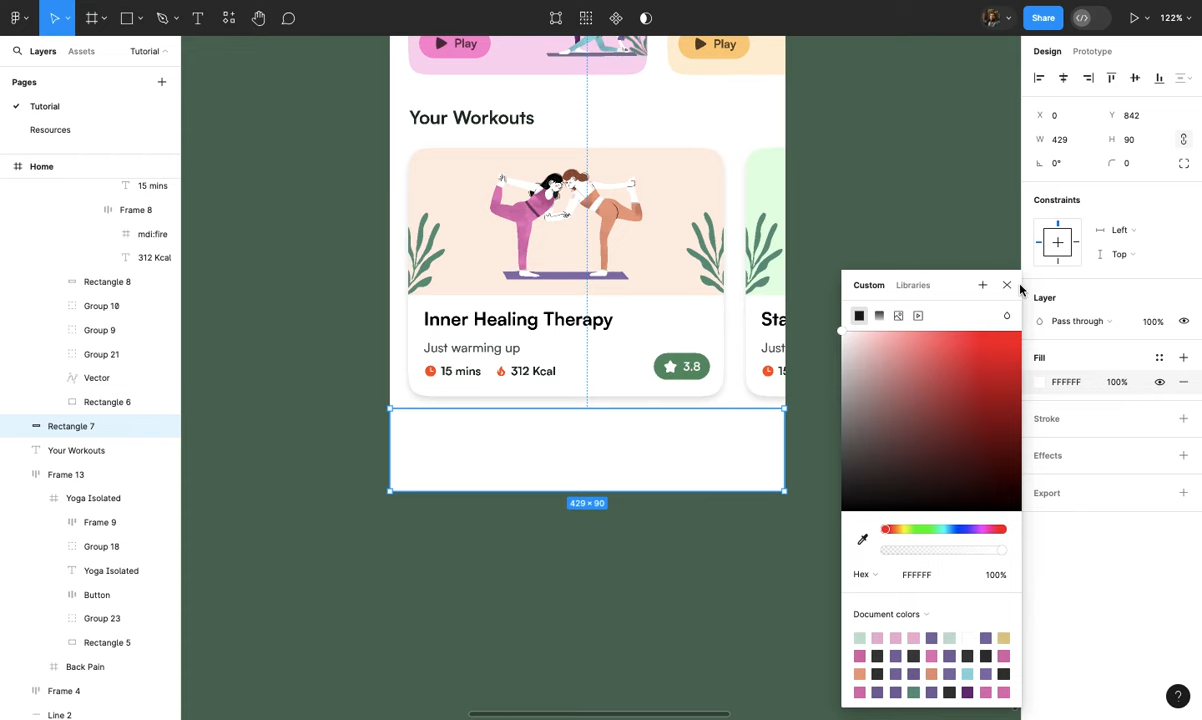 Share
122%
Layers
Assets
Tutorial
Pages
Tutorial
Resources
Home
15 mins
Frame 8
mdi:fire
312 Kcal
Rectangle 8
Group 10
Group 9
Group 21
Vector
Rectangle 6
Rectangle 7
Your Workouts
Frame 13
Yoga Isolated
Frame 9
Group 18
Yoga Isolated
Button
Group 23
Rectangle 5
Back Pain
Frame 4
Line 2
Play
Play
Your Workouts
Inner Healing Therapy
Just warming up
15 mins
312 Kcal
3.8
Sta
Just
15
429 × 90
Custom
Libraries
Hex
FFFFFF
100%
Document colors
Design
Prototype
X 0
Y 842
W 429
H 90
0°
0
Constraints
Left
Top
Layer
Pass through
100%
Fill
FFFFFF
100%
Stroke
Effects
Export
?